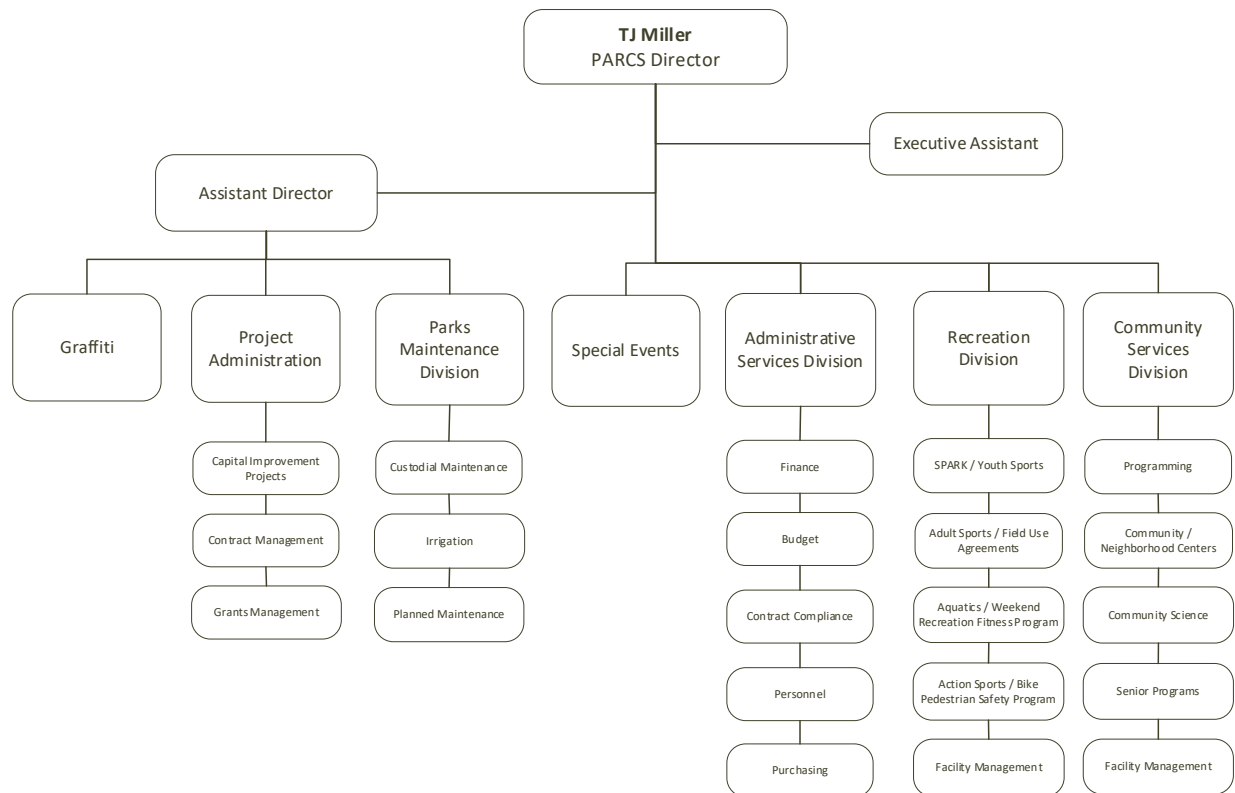 TJ Miller
PARCS Director
Executive Assistant
Assistant Director
Graffiti
Project
Administration
Parks
Maintenance
Division
Special Events
Administrative
Services Division
Recreation
Division
Community
Services
Division
Capital Improvement
Projects
Contract Management
Grants Management
Custodial Maintenance
Irrigation
Planned Maintenance
Finance
Budget
Contract Compliance
Personnel
Purchasing
SPARK / Youth Sports
Adult Sports / Field Use
Agreements
Aquatics / Weekend
Recreation Fitness Program
Action Sports / Bike
Pedestrian Safety Program
Facility Management
Programming
Community /
Neighborhood Centers
Community Science
Senior Programs
Facility Management